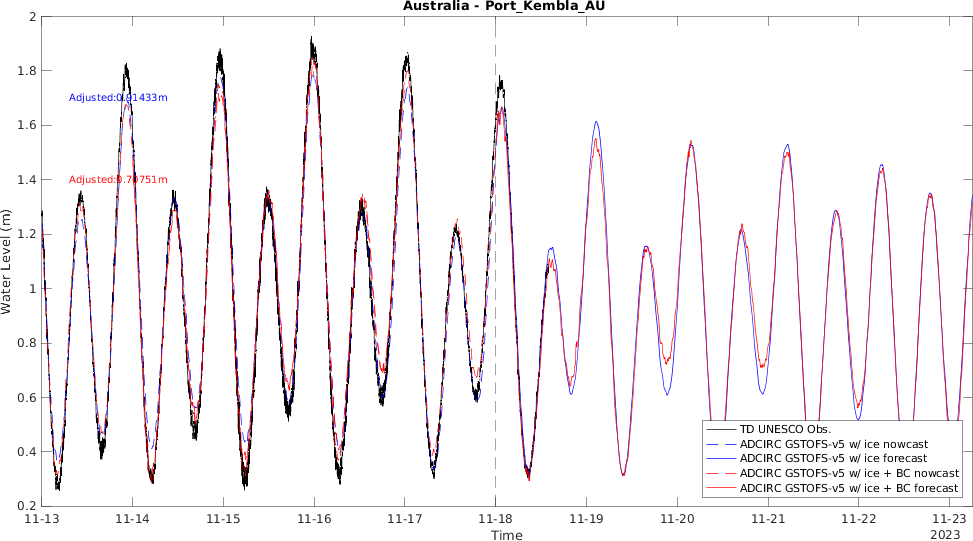 Australia - Port_Kembla_AU
Water Level (m)
2
1.8
1.6
1.4
1.2
1
0.8
0.6
0.4
0.2
Adjusted:0.91433m
Adjusted:0.70751m
TD UNESCO Obs.
ADCIRC GSTOFS-v5 w/ ice nowcast
ADCIRC GSTOFS-v5 w/ ice forecast
ADCIRC GSTOFS-v5 w/ ice + BC nowcast
ADCIRC GSTOFS-v5 w/ ice + BC forecast
11-13 11-14 11-15 11-16 11-17 11-18 11-19 11-20 11-21 11-22 11-23
2023
Time